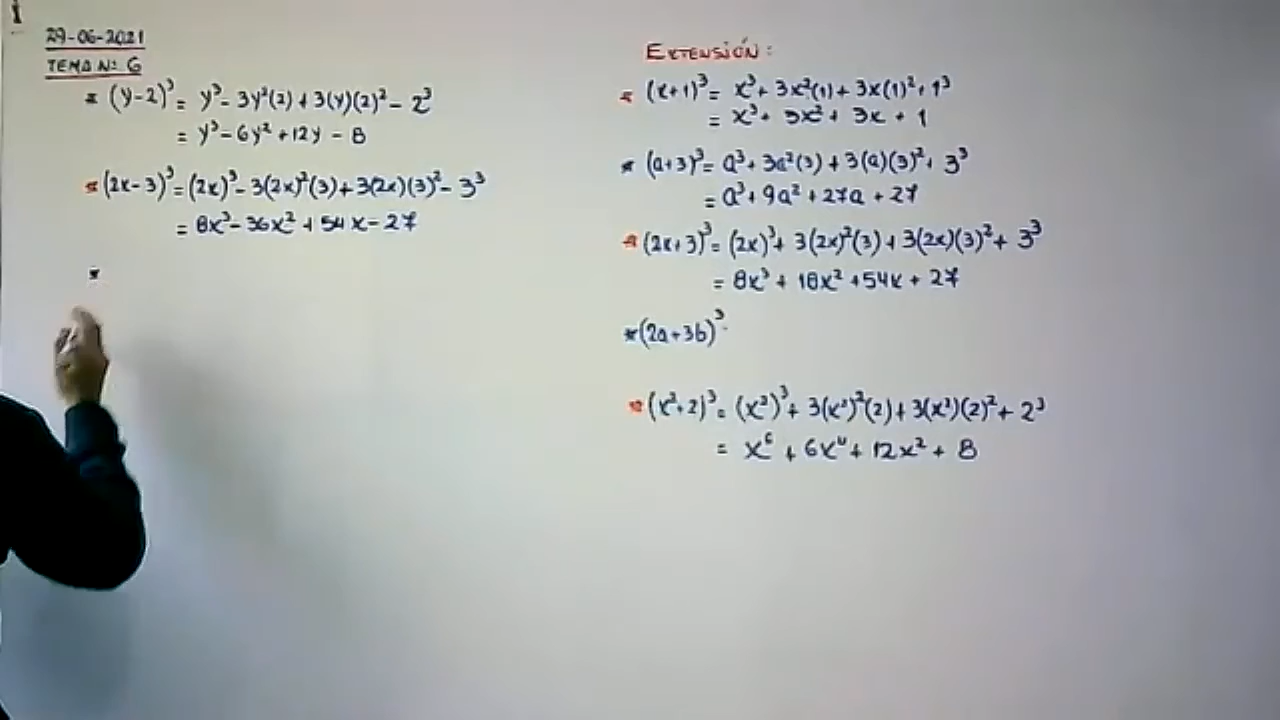 29-06-2021
TEMA Nº: 6
* (y-2)³ = y³ - 3y²(2) + 3(y)(2)² - 2³
= y³ - 6y² + 12y - 8
* (2x-3)³ = (2x)³ - 3(2x)²(3) + 3(2x)(3)² - 3³
= 8x³ - 36x² + 54x - 27
*
EXTENSIÓN:
* (x+1)³ = x³ + 3x²(1) + 3x(1)² + 1³
= x³ + 3x² + 3x + 1
* (a+3)³ = a³ + 3a²(3) + 3(a)(3)² + 3³
= a³ + 9a² + 27a + 27
* (2x+3)³ = (2x)³ + 3(2x)²(3) + 3(2x)(3)² + 3³
= 8x³ + 18x² + 54x + 27
* (2a+3b)³
* (x²+2)³ = (x²)³ + 3(x²)²(2) + 3(x²)(2)² + 2³
= x⁶ + 6x⁴ + 12x² + 8